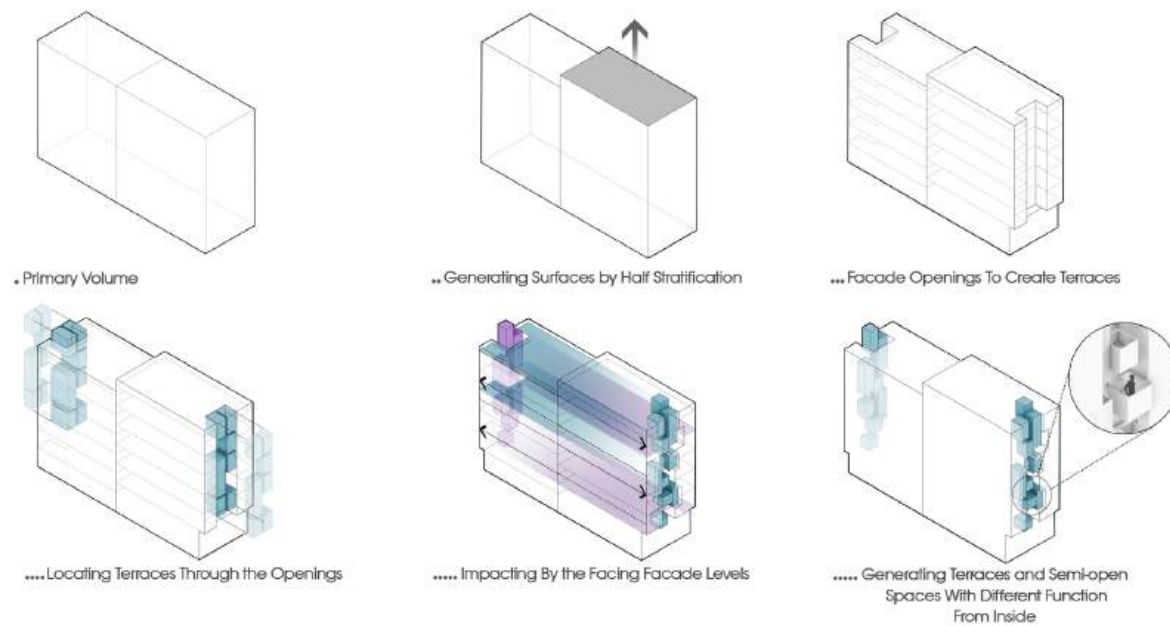 . Primary Volume
.. Generating Surfaces by Half Stratification
... Facade Openings To Create Terraces
.... Locating Terraces Through the Openings
..... Impacting By the Facing Facade Levels
..... Generating Terraces and Semi-open
Spaces With Different Function
From Inside